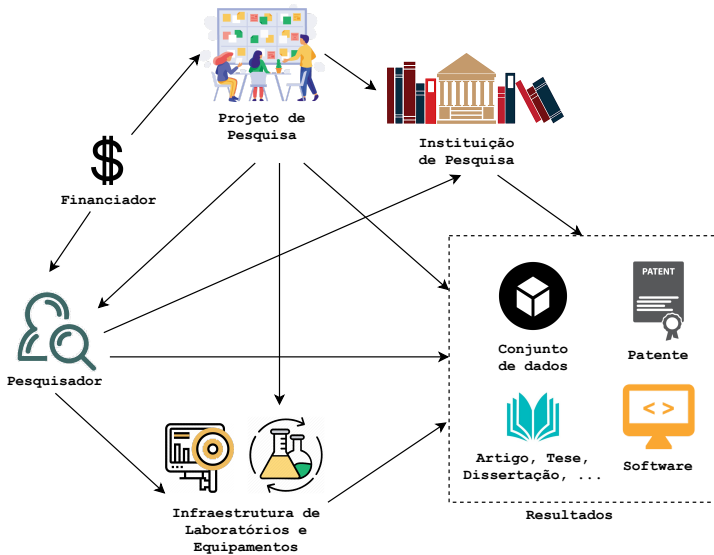 Projeto de
Pesquisa
Instituição
de Pesquisa
$
Financiador
PATENT
Conjunto
de dados
Patente
Pesquisador
< >
Artigo, Tese,
Dissertação, ...
Software
Resultados
Infraestrutura de
Laboratórios e
Equipamentos